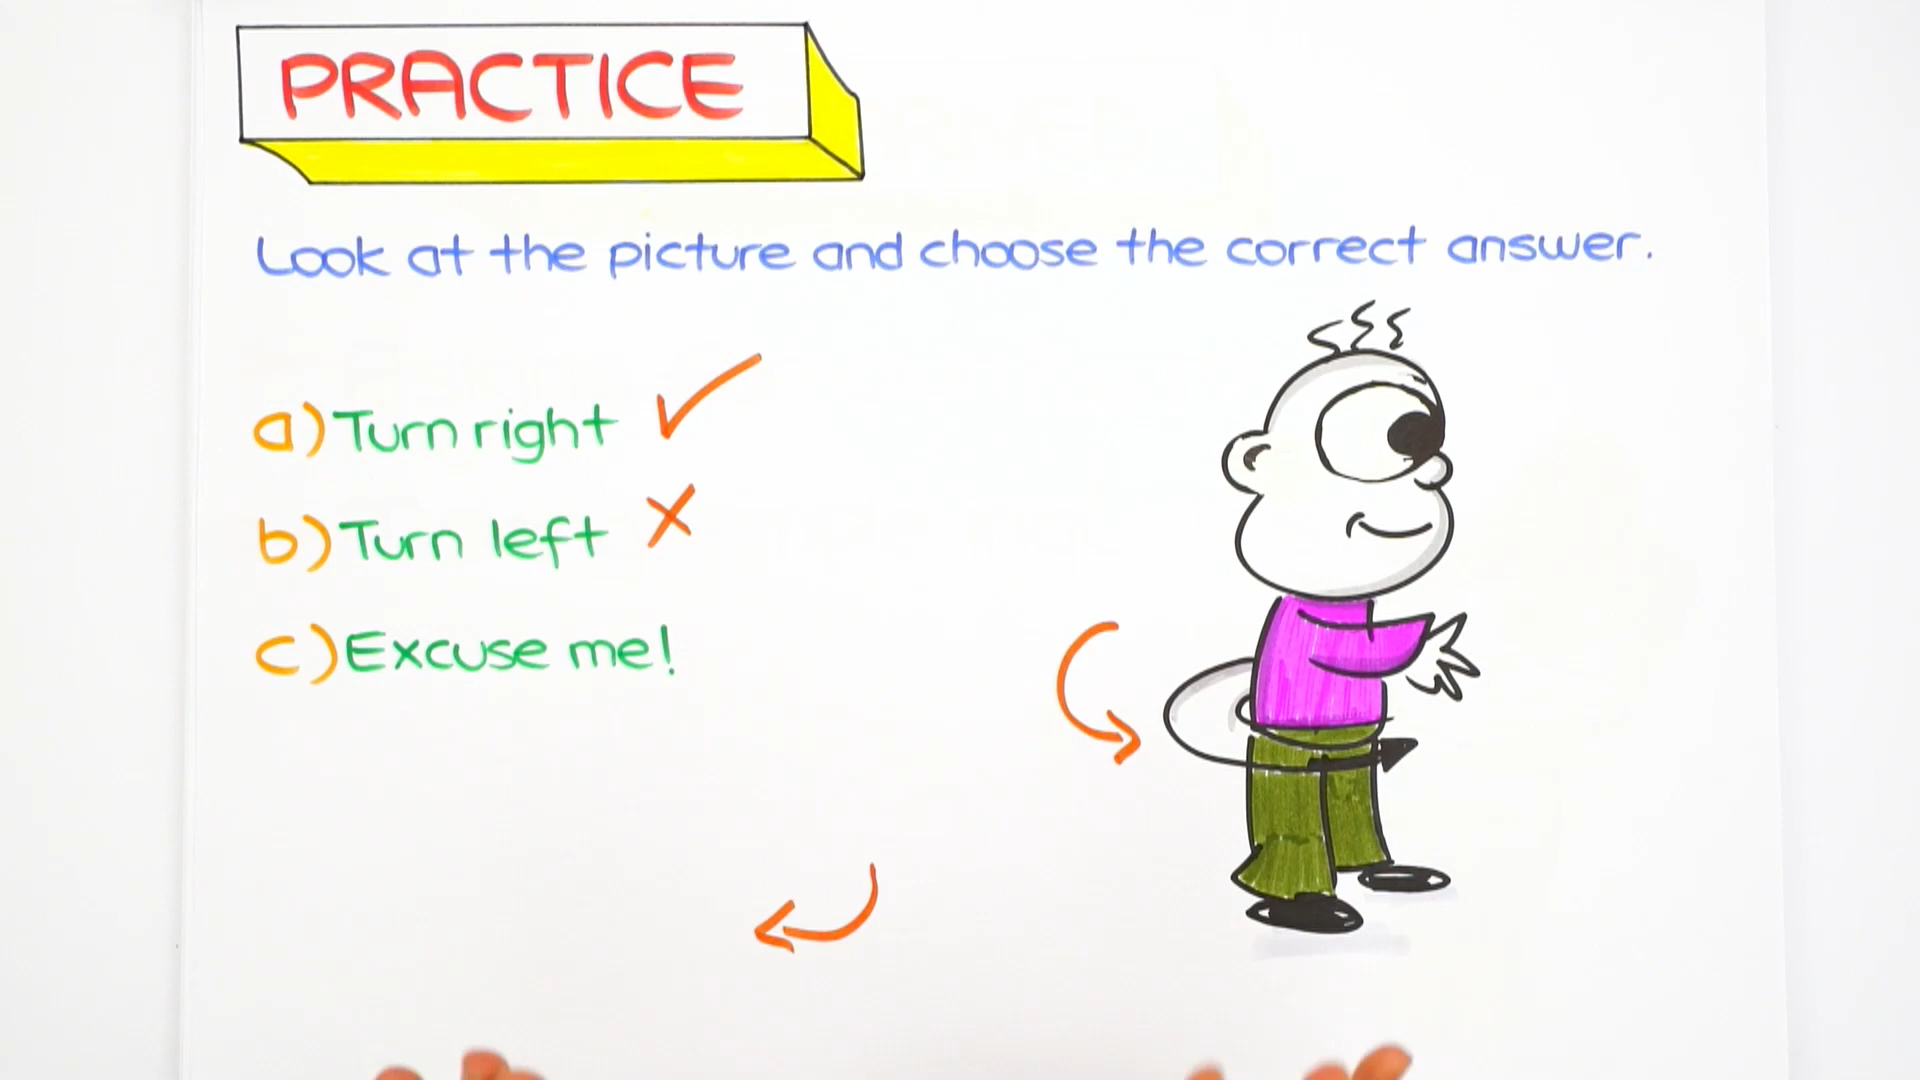 PRACTICE
Look at the picture and choose the correct answer.
a) Turn right ✓
b) Turn left ✗
c) Excuse me!